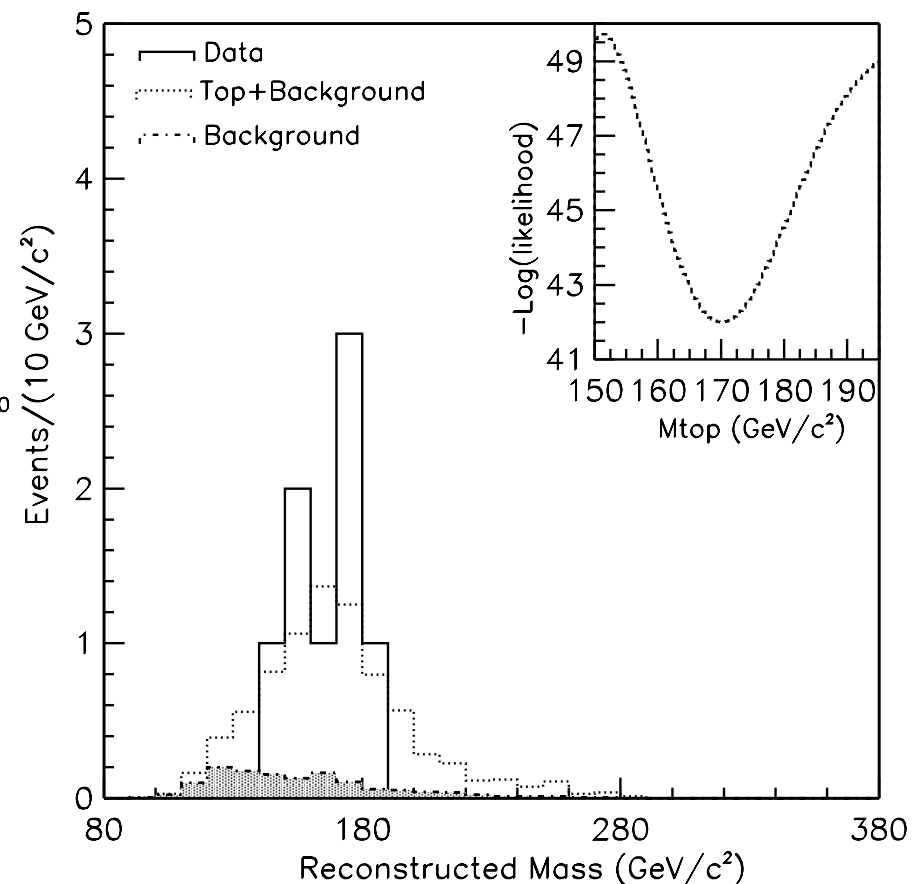 5
4
3
2
1
0
Events/(10 GeV/c²)
0
Data
Top+Background
Background
49
47
45
43
41
−Log(likelihood)
150 160 170 180 190
Mtop (GeV/c²)
80 180 280 380
Reconstructed Mass (GeV/c²)